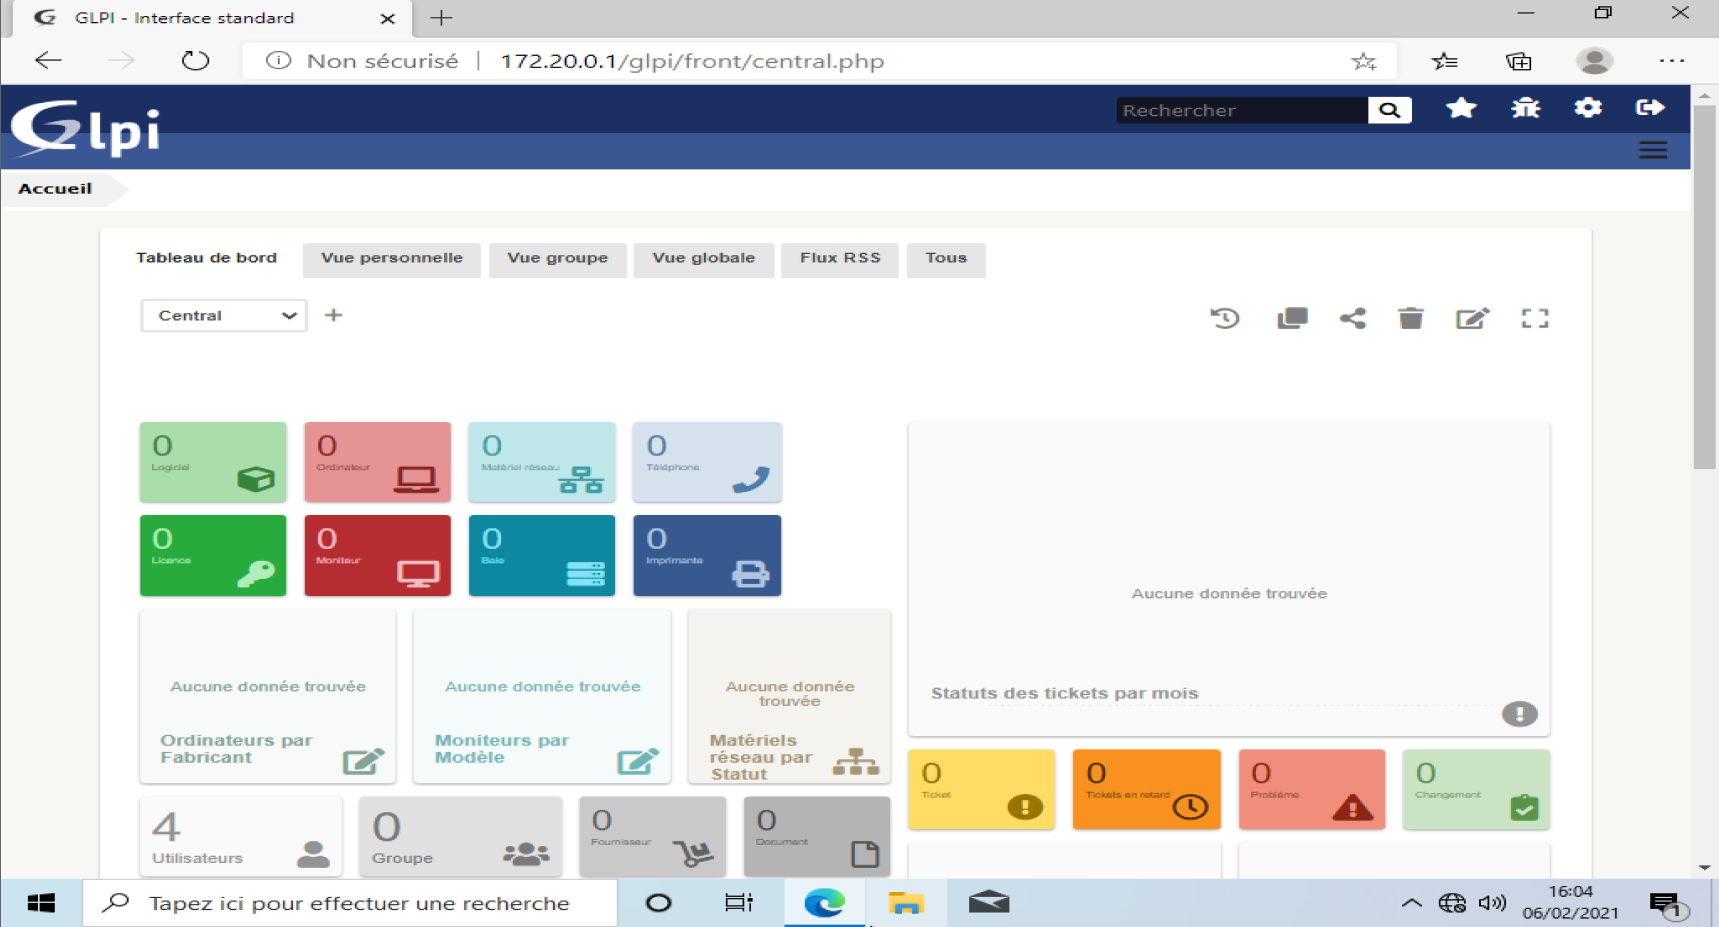 GLPI - Interface standard
Non sécurisé | 172.20.0.1/glpi/front/central.php
Glpi
Rechercher
Accueil
Tableau de bord
Vue personnelle
Vue groupe
Vue globale
Flux RSS
Tous
Central
0
Logiciel
0
Ordinateur
0
Matériel réseau
0
Téléphone
0
Licence
0
Moniteur
0
Baie
0
Imprimante
Aucune donnée trouvée
Statuts des tickets par mois
Aucune donnée trouvée
Ordinateurs par
Fabricant
Aucune donnée trouvée
Moniteurs par
Modèle
Aucune donnée
trouvée
Matériels
réseau par
Statut
0
Ticket
0
Tickets en retard
0
Problème
0
Changement
4
Utilisateurs
0
Groupe
0
Fournisseur
0
Document
Tapez ici pour effectuer une recherche
16:04
06/02/2021
1